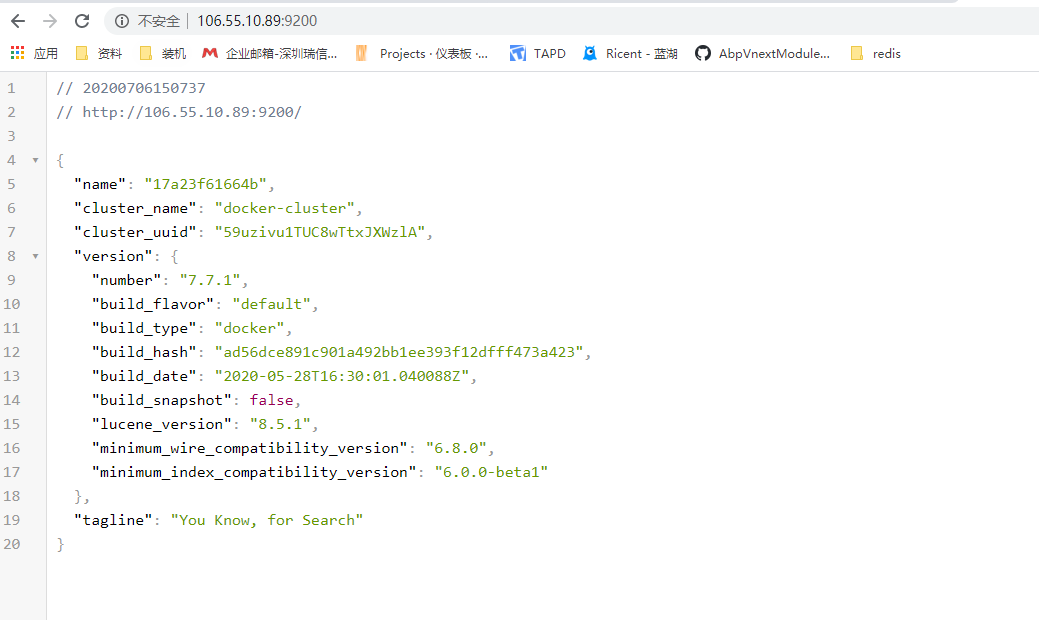 不安全 106.55.10.89:9200
应用 资料 装机 企业邮箱-深圳瑞信... Projects · 仪表板 ·... TAPD Ricent - 蓝湖 AbpVnextModule... redis
1 // 20200706150737
2 // http://106.55.10.89:9200/
3
4 {
5 "name": "17a23f61664b",
6 "cluster_name": "docker-cluster",
7 "cluster_uuid": "59uzivu1TUC8wTtxJXWzlA",
8 "version": {
9 "number": "7.7.1",
10 "build_flavor": "default",
11 "build_type": "docker",
12 "build_hash": "ad56dce891c901a492bb1ee393f12dfff473a423",
13 "build_date": "2020-05-28T16:30:01.040088Z",
14 "build_snapshot": false,
15 "lucene_version": "8.5.1",
16 "minimum_wire_compatibility_version": "6.8.0",
17 "minimum_index_compatibility_version": "6.0.0-beta1"
18 },
19 "tagline": "You Know, for Search"
20 }